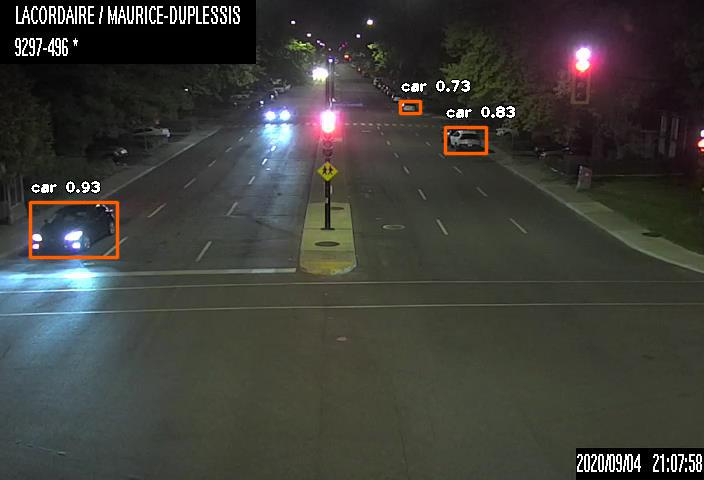 LACORDAIRE / MAURICE-DUPLESSIS
9297-496 *
car 0.73
car 0.83
car 0.93
2020/09/04 21:07:58